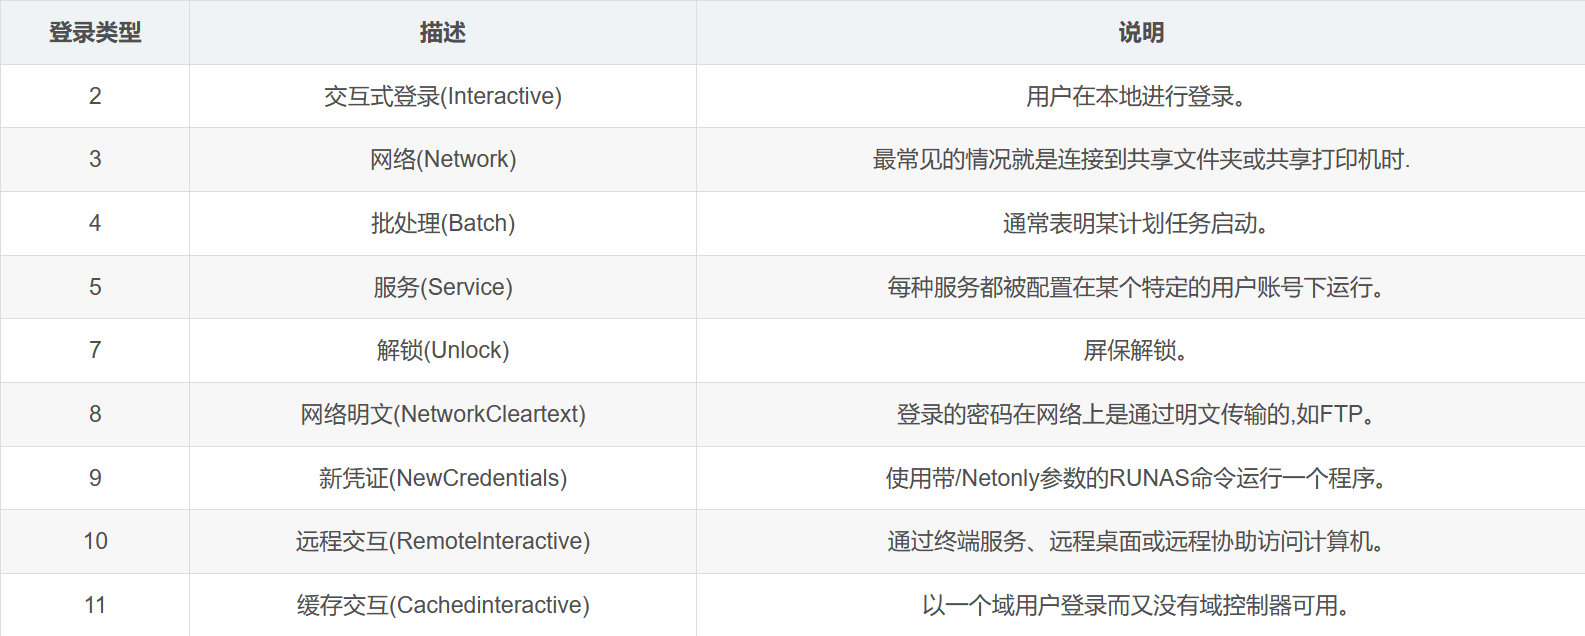 登录类型 描述 说明
2 交互式登录(Interactive) 用户在本地进行登录。
3 网络(Network) 最常见的情况就是连接到共享文件夹或共享打印机时.
4 批处理(Batch) 通常表明某计划任务启动。
5 服务(Service) 每种服务都被配置在某个特定的用户账号下运行。
7 解锁(Unlock) 屏保解锁。
8 网络明文(NetworkCleartext) 登录的密码在网络上是通过明文传输的,如FTP。
9 新凭证(NewCredentials) 使用带/Netonly参数的RUNAS命令运行一个程序。
10 远程交互(RemoteInteractive) 通过终端服务、远程桌面或远程协助访问计算机。
11 缓存交互(Cachedinteractive) 以一个域用户登录而又没有域控制器可用。